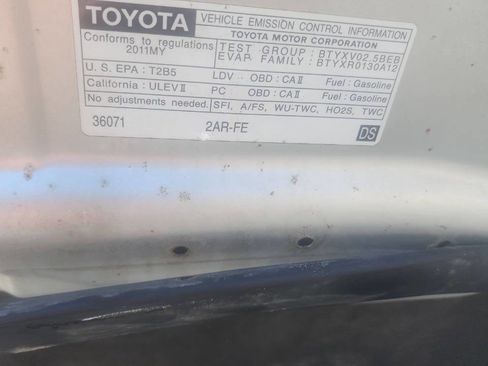 TOYOTA VEHICLE EMISSION CONTROL INFORMATION
TOYOTA MOTOR CORPORATION
Conforms to regulations
2011MY
TEST GROUP : BTYXV02.5BEB
EVAP. FAMILY : BTYXR0130A12
U.S. EPA : T2B5 LDV - OBD : CAⅡ Fuel : Gasoline
California : ULEVⅡ PC OBD : CAⅡ Fuel : Gasoline
No adjustments needed. SFI, A/FS, WU-TWC, HO2S, TWC
36071 2AR-FE DS